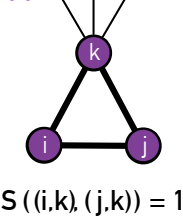 k
i j
S ((i,k), (j,k)) = 1